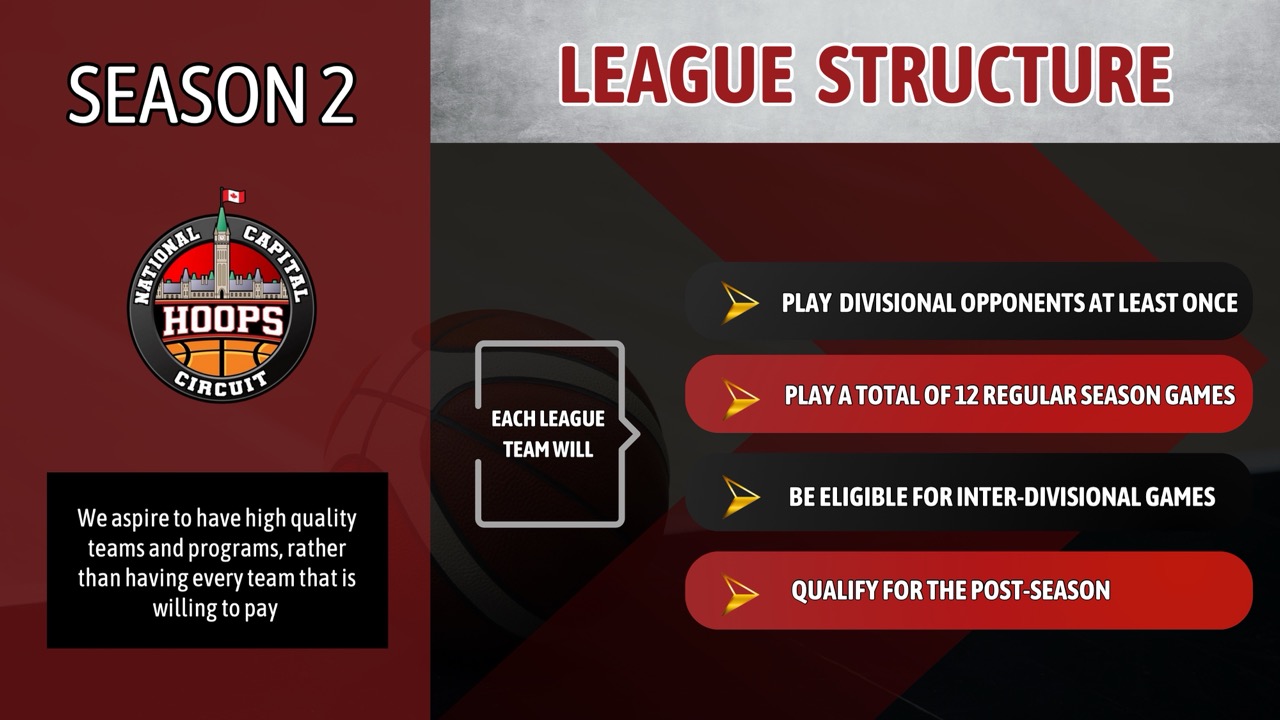 SEASON 2
NATIONAL CAPITAL
HOOPS
CIRCUIT
We aspire to have high quality
teams and programs, rather
than having every team that is
willing to pay
LEAGUE STRUCTURE
EACH LEAGUE
TEAM WILL
PLAY DIVISIONAL OPPONENTS AT LEAST ONCE
PLAY A TOTAL OF 12 REGULAR SEASON GAMES
BE ELIGIBLE FOR INTER-DIVISIONAL GAMES
QUALIFY FOR THE POST-SEASON